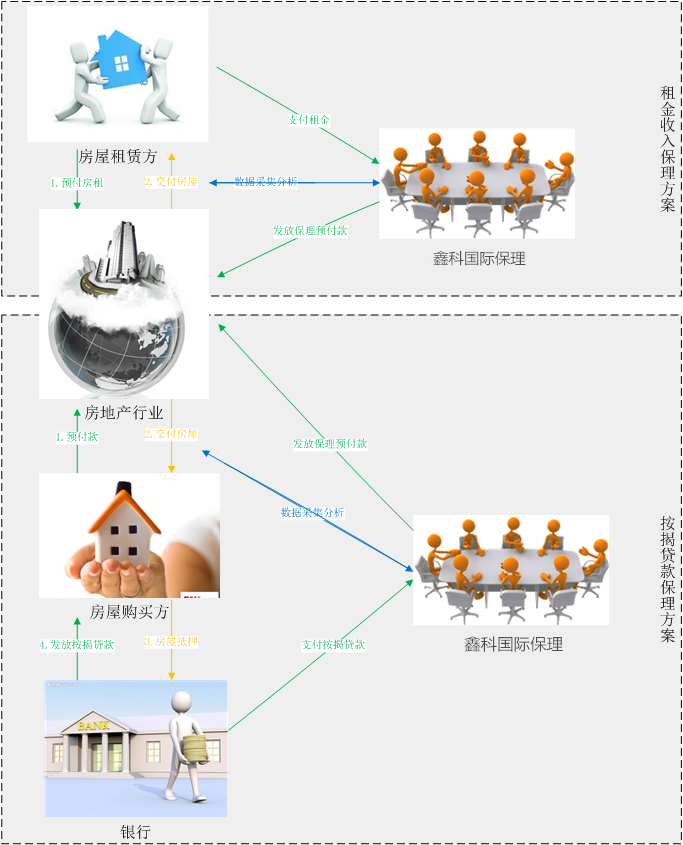 租金收入保理方案
支付租金
房屋租赁方
1.预付房租
2.交付房屋
数据采集分析
发放保理预付款
鑫科国际保理
房地产行业
1.预付款
2.交付房屋
发放保理预付款
数据采集分析
按揭贷款保理方案
房屋购买方
4.发放按揭贷款
3.房屋抵押
支付按揭贷款
鑫科国际保理
BANK
银行